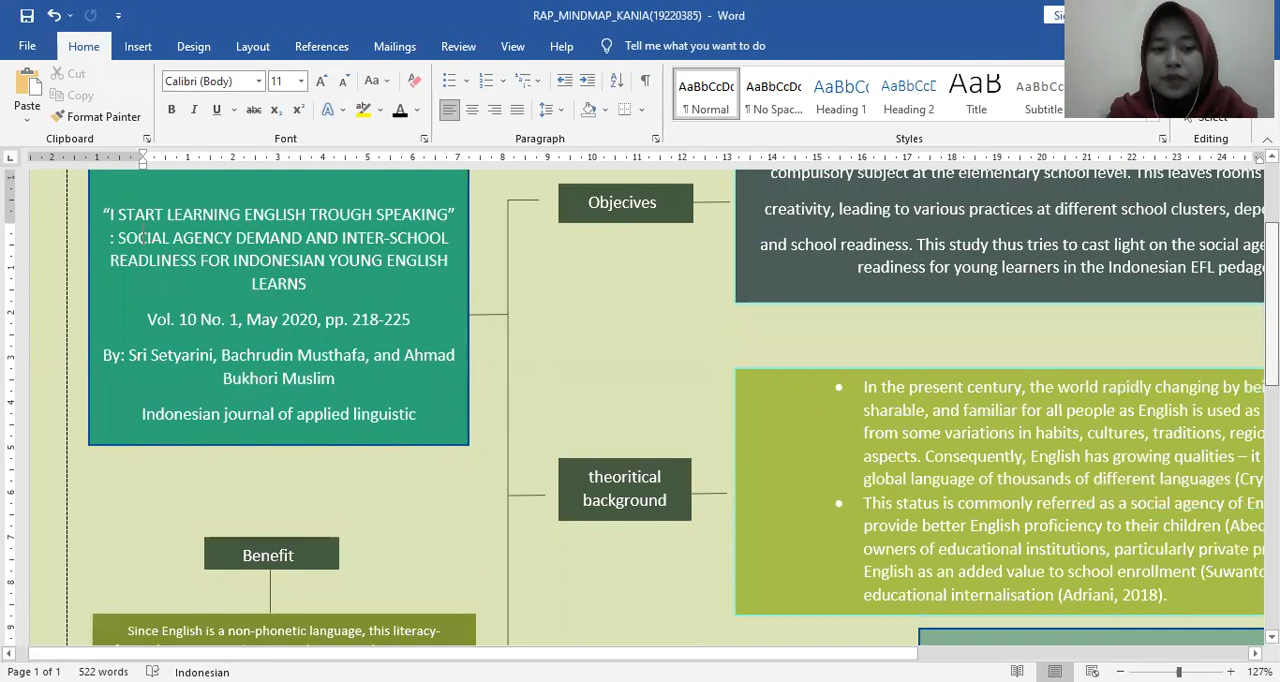 RAP_MINDMAP_KANIA(19220385) - Word
File Home Insert Design Layout References Mailings Review View Help Tell me what you want to do
Paste
Cut
Copy
Format Painter
Clipboard
Calibri (Body) 11
Font
Paragraph
AaBbCcDc AaBbCcDc AaBbCc AaBbCcD AaB
¶ Normal ¶ No Spac... Heading 1 Heading 2 Title Subtitle
Styles
Select
Editing
“I START LEARNING ENGLISH TROUGH SPEAKING”
: SOCIAL AGENCY DEMAND AND INTER-SCHOOL
READLINESS FOR INDONESIAN YOUNG ENGLISH
LEARNS
Vol. 10 No. 1, May 2020, pp. 218-225
By: Sri Setyarini, Bachrudin Musthafa, and Ahmad
Bukhori Muslim
Indonesian journal of applied linguistic
Objecives
compulsory subject at the elementary school level. This leaves rooms
creativity, leading to various practices at different school clusters,
and school readiness. This study thus tries to cast light on the social
readiness for young learners in the Indonesian EFL
theoritical
background
• In the present century, the world rapidly changing by
sharable, and familiar for all people as English is used as
from some variations in habits, cultures, traditions,
aspects. Consequently, English has growing qualities – it
global language of thousands of different languages
• This status is commonly referred as a social agency of
provide better English proficiency to their children
owners of educational institutions, particularly private
English as an added value to school enrollment
educational internalisation (Adriani, 2018).
Benefit
Since English is a non-phonetic language, this literacy-
Page 1 of 1 522 words Indonesian 127%